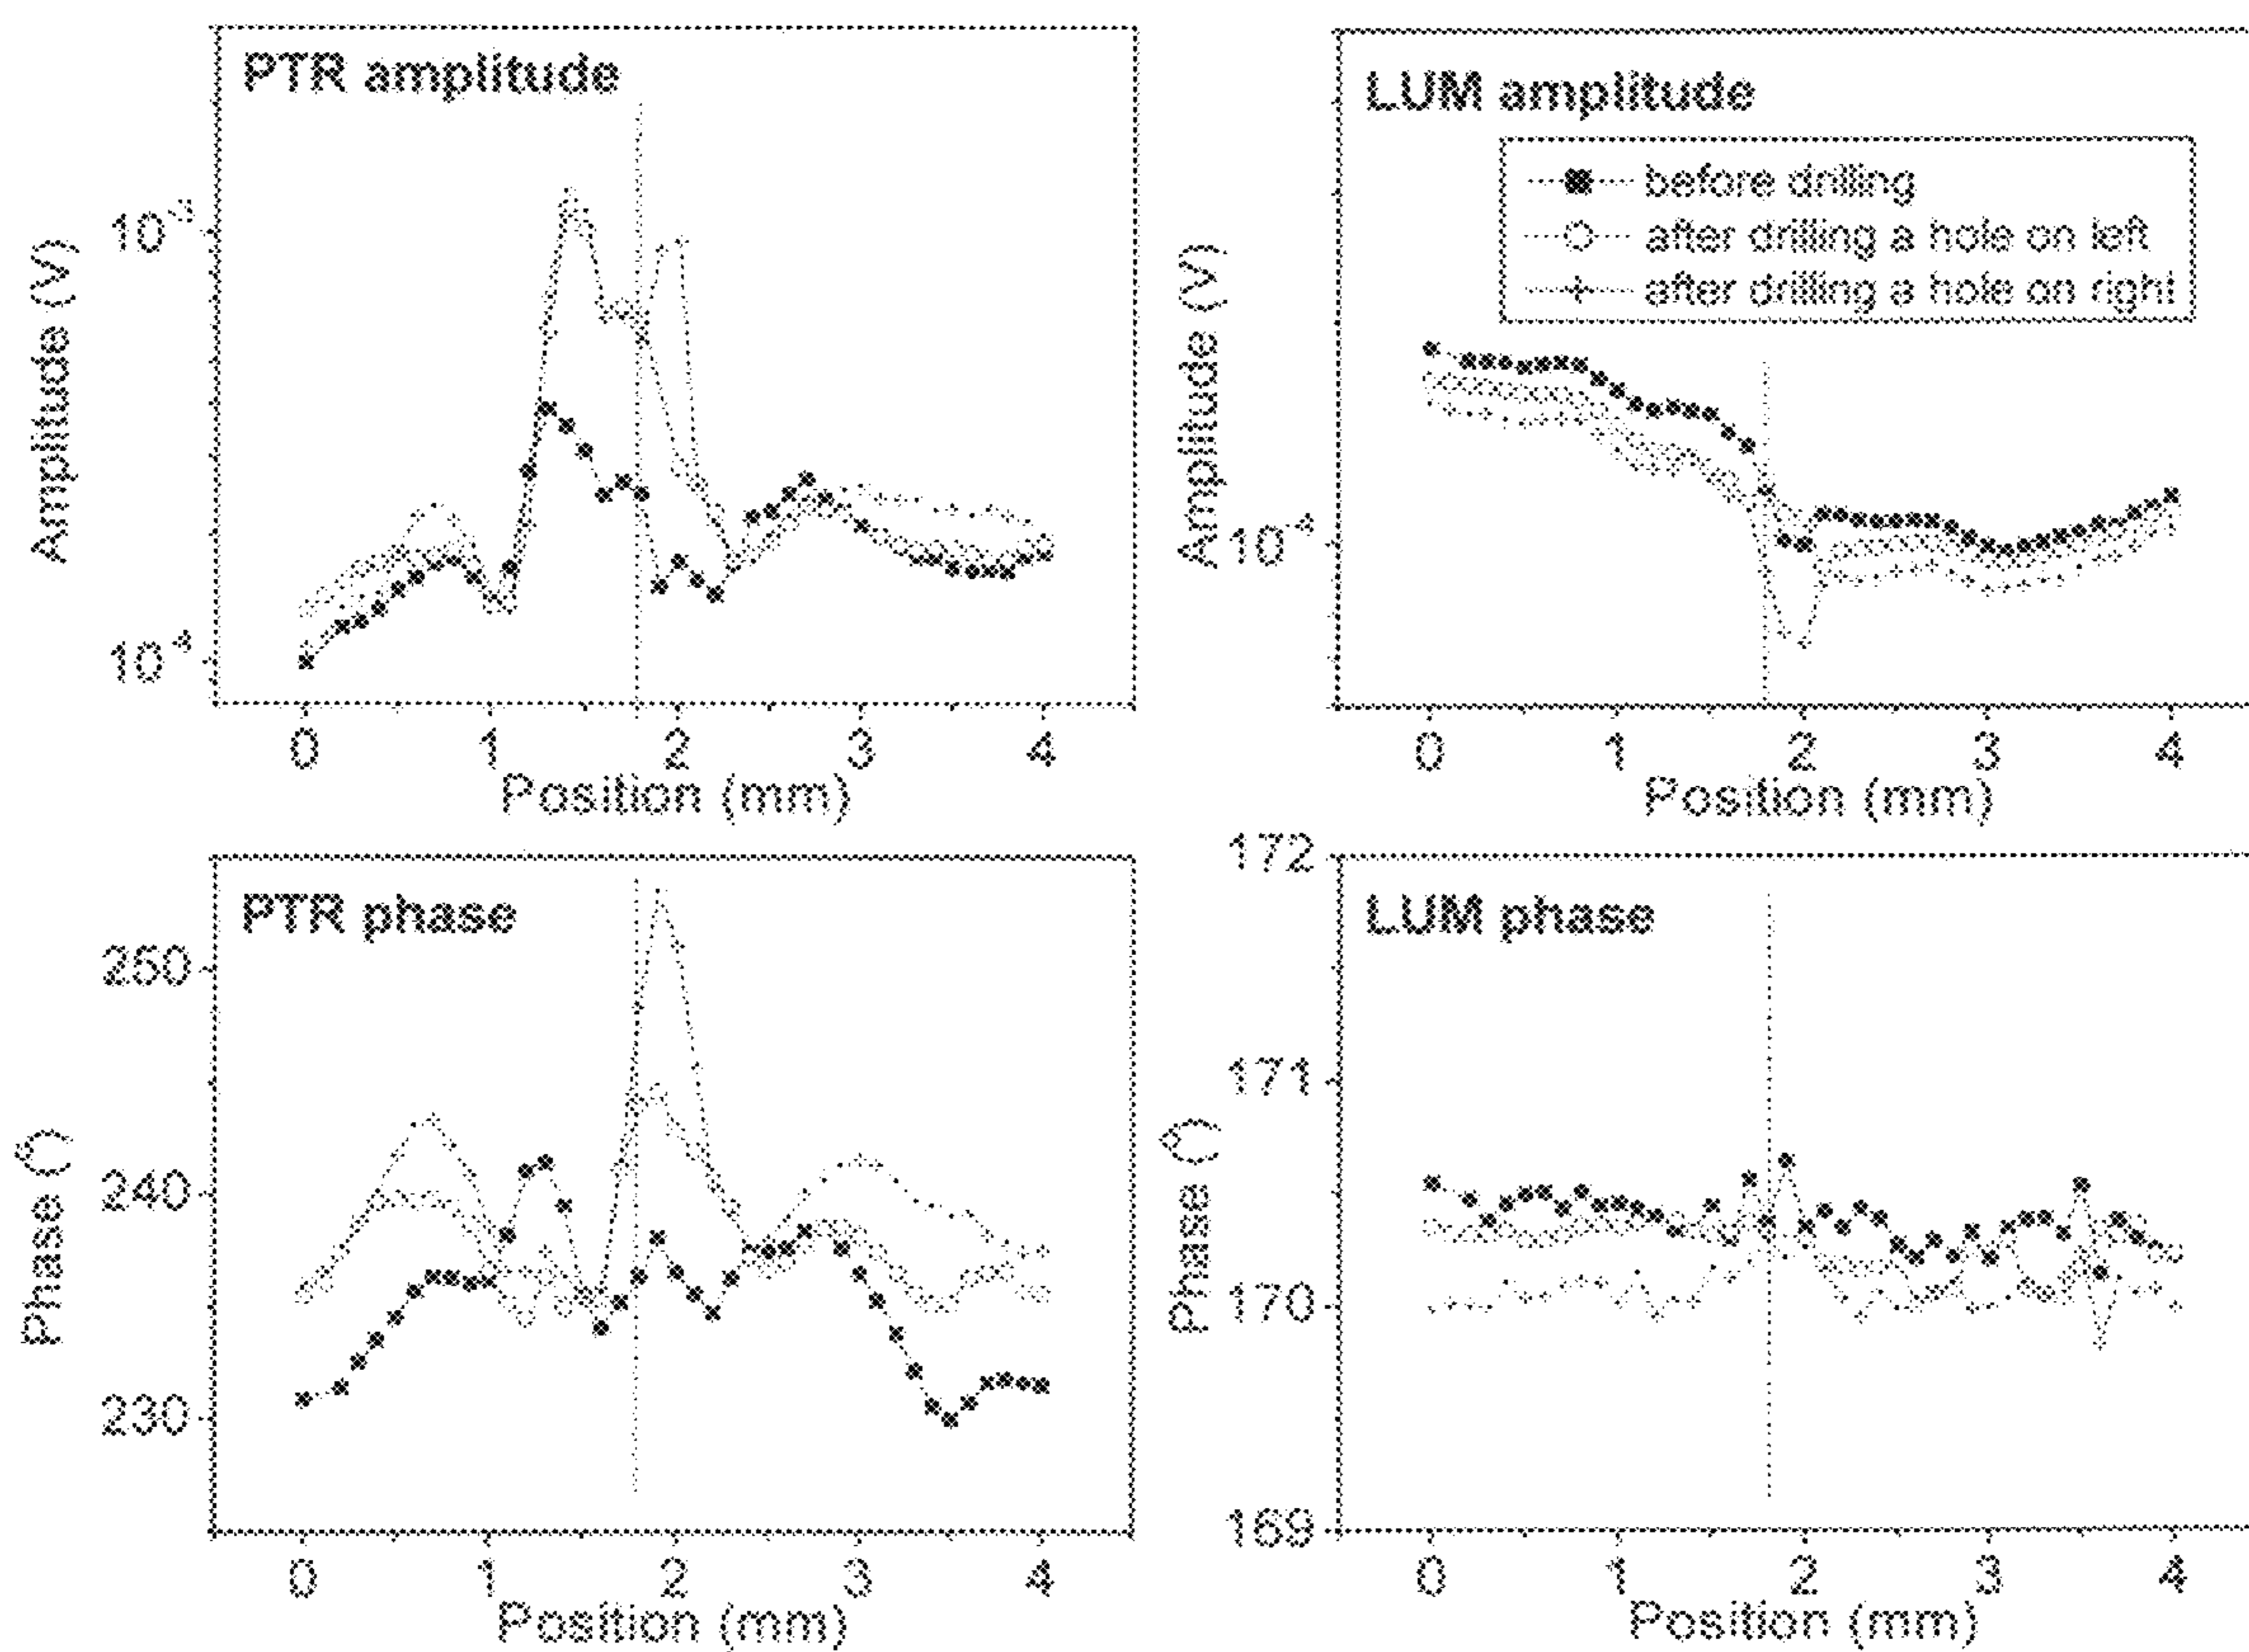 PTR amplitude
Amplitude (V)
10⁻³
10⁻⁴
0 1 2 3 4
Position (mm)
LUM amplitude
before drilling
after drilling a hole on left
after drilling a hole on right
Amplitude (V)
10⁻⁴
0 1 2 3 4
Position (mm)
PTR phase
Phase (°)
250
240
230
0 1 2 3 4
Position (mm)
LUM phase
Phase (°)
172
171
170
169
0 1 2 3 4
Position (mm)